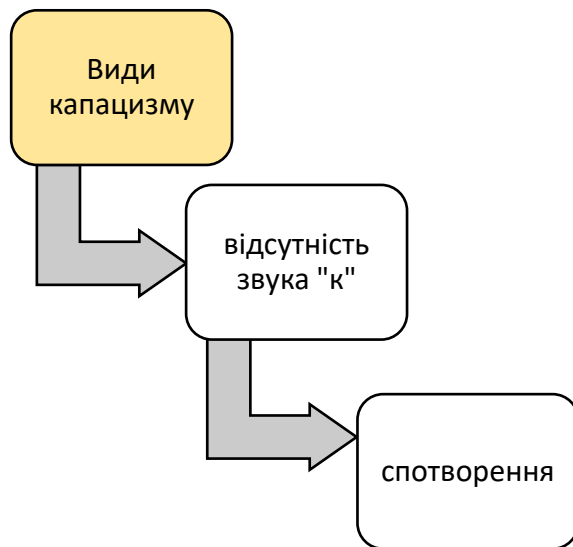 Види
капацизму
відсутність
звука "к"
спотворення